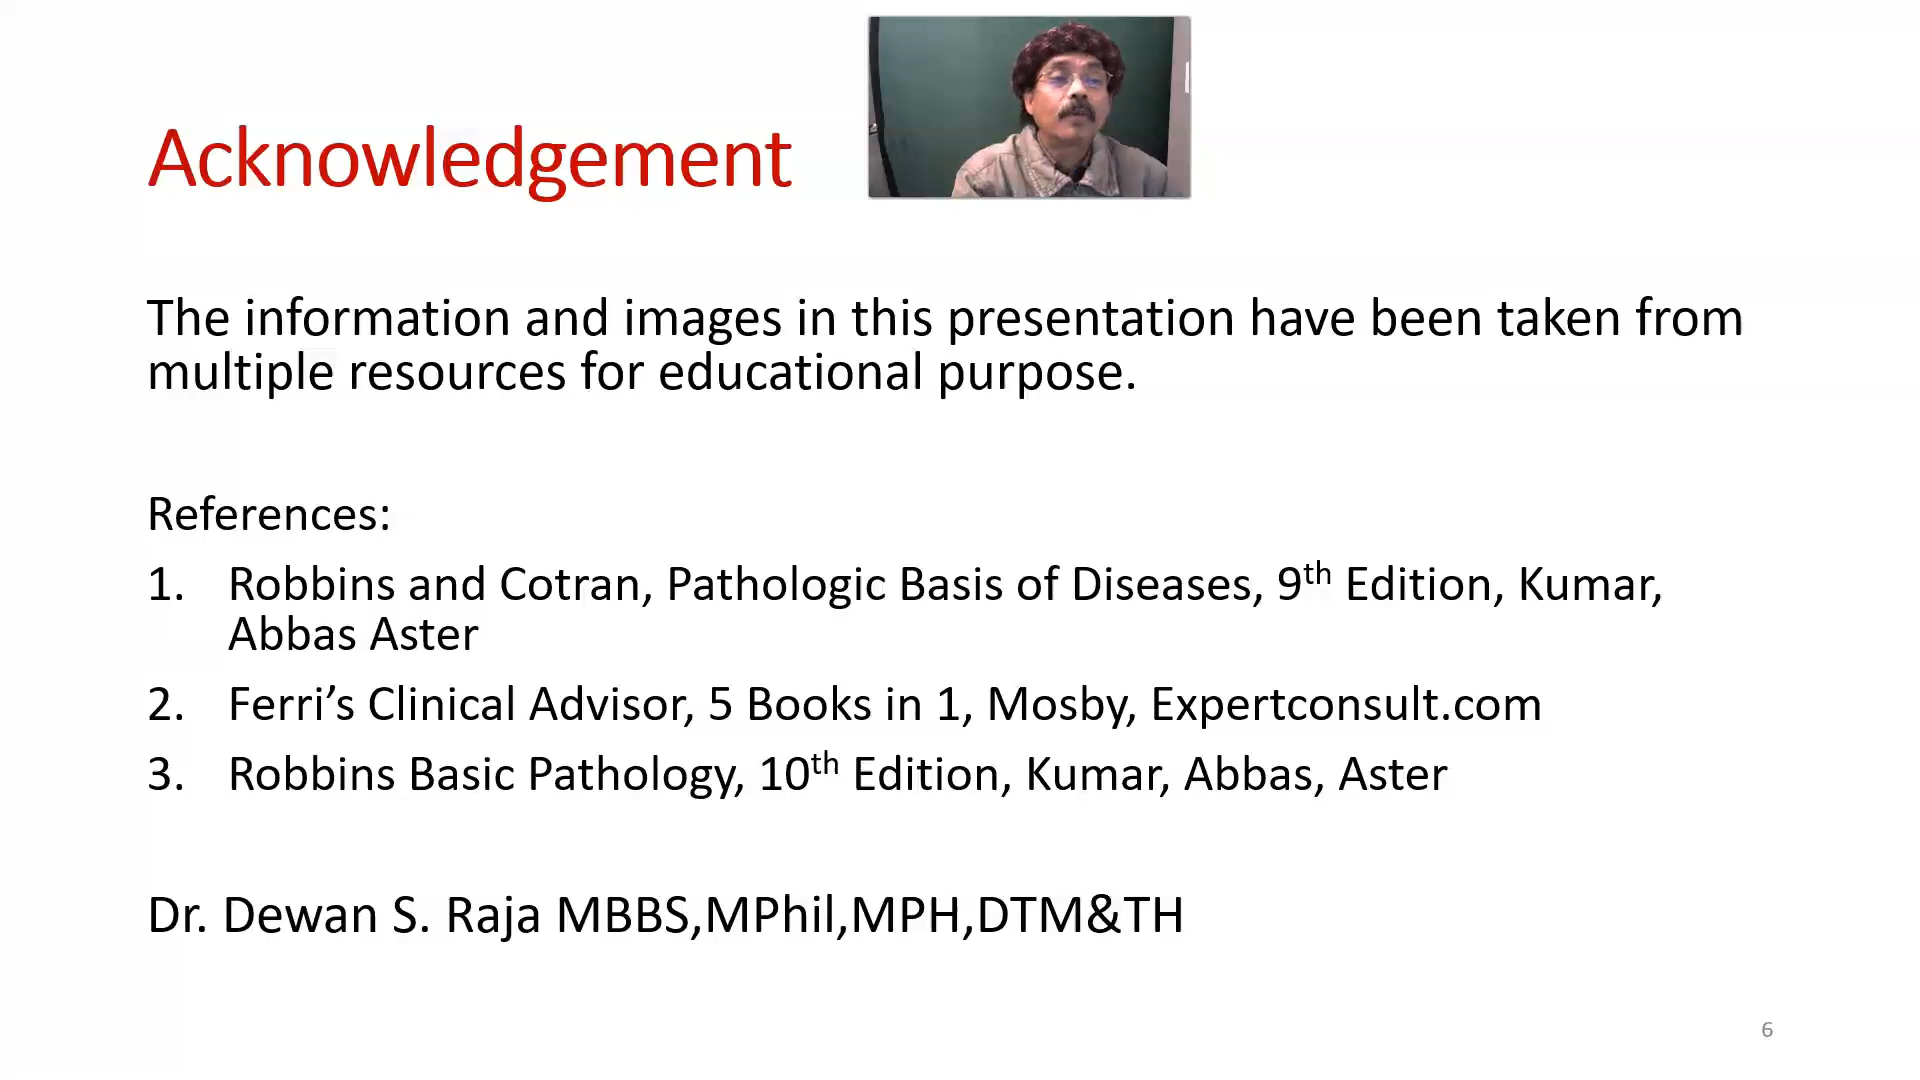 Acknowledgement
The information and images in this presentation have been taken from
multiple resources for educational purpose.
References:
1. Robbins and Cotran, Pathologic Basis of Diseases, 9th Edition, Kumar,
Abbas Aster
2. Ferri’s Clinical Advisor, 5 Books in 1, Mosby, Expertconsult.com
3. Robbins Basic Pathology, 10th Edition, Kumar, Abbas, Aster
Dr. Dewan S. Raja MBBS,MPhil,MPH,DTM&TH
6